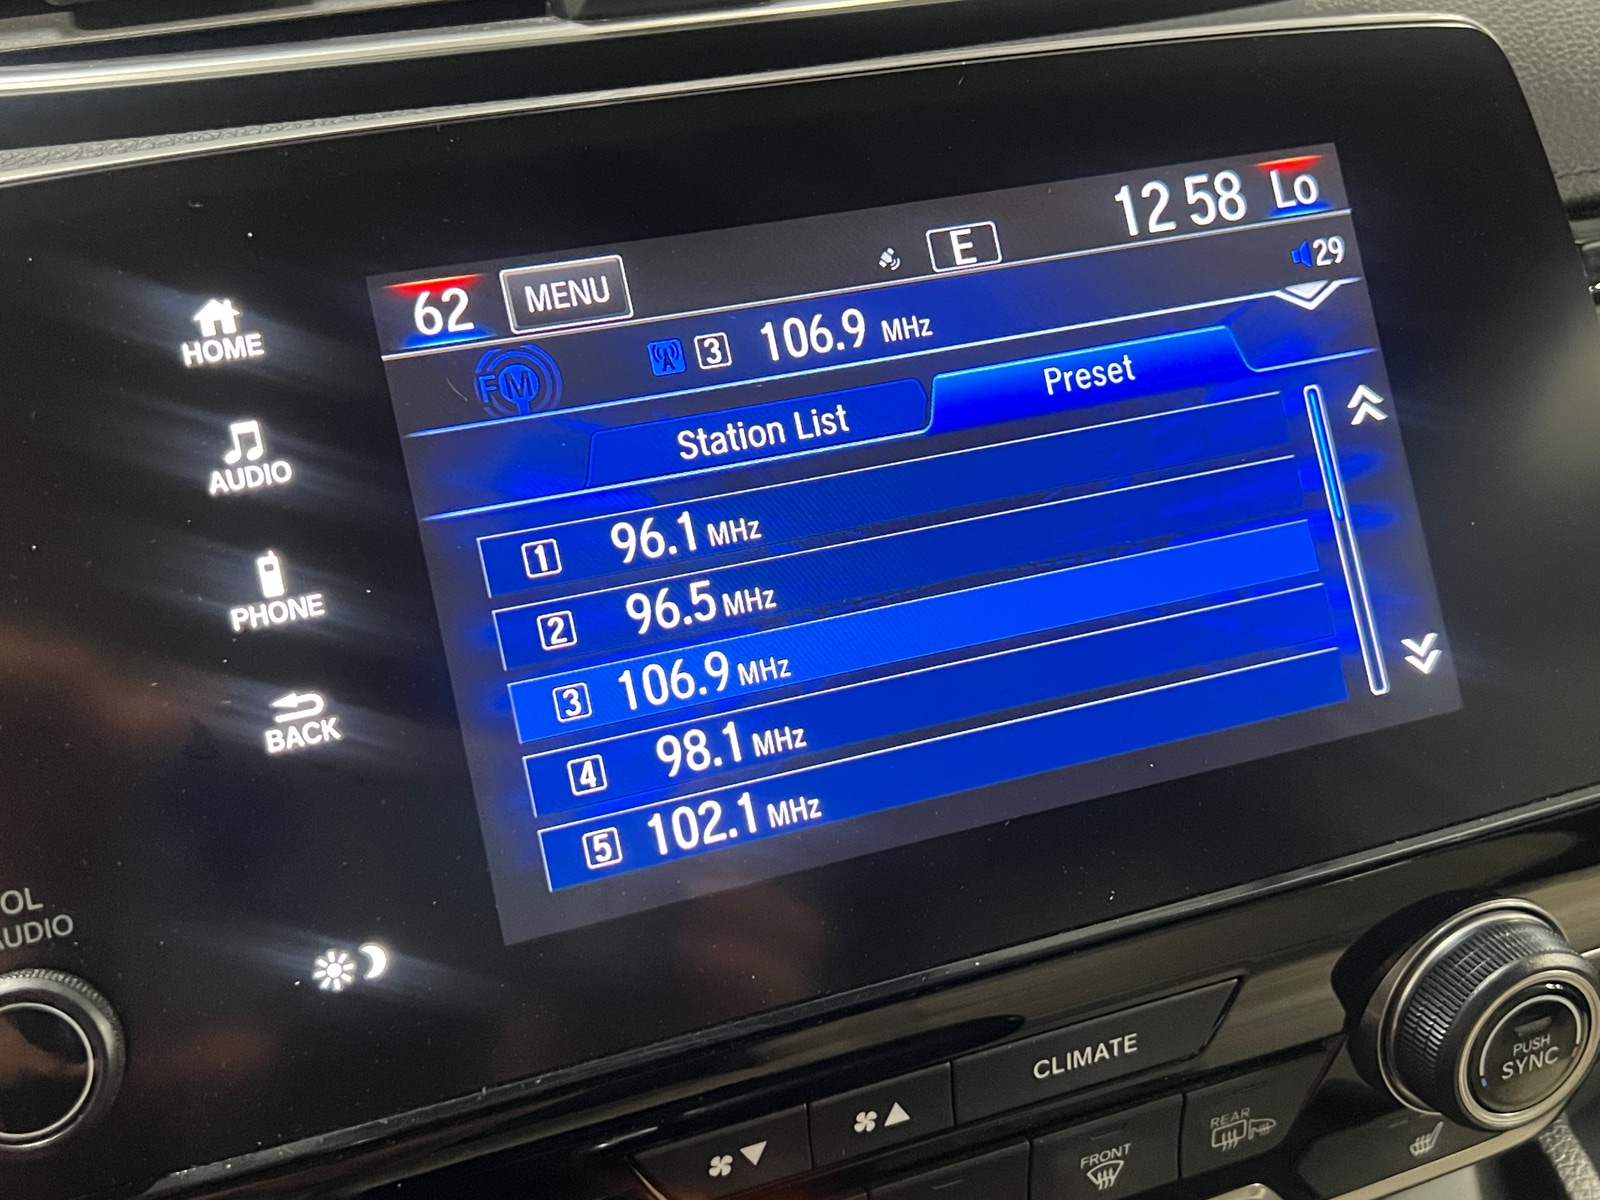 62 MENU E 12 58 Lo
29
FM 3 106.9 MHz
Station List Preset
1 96.1 MHz
2 96.5 MHz
3 106.9 MHz
4 98.1 MHz
5 102.1 MHz
HOME
AUDIO
PHONE
BACK
OL
AUDIO
CLIMATE
PUSH
SYNC
FRONT
REAR